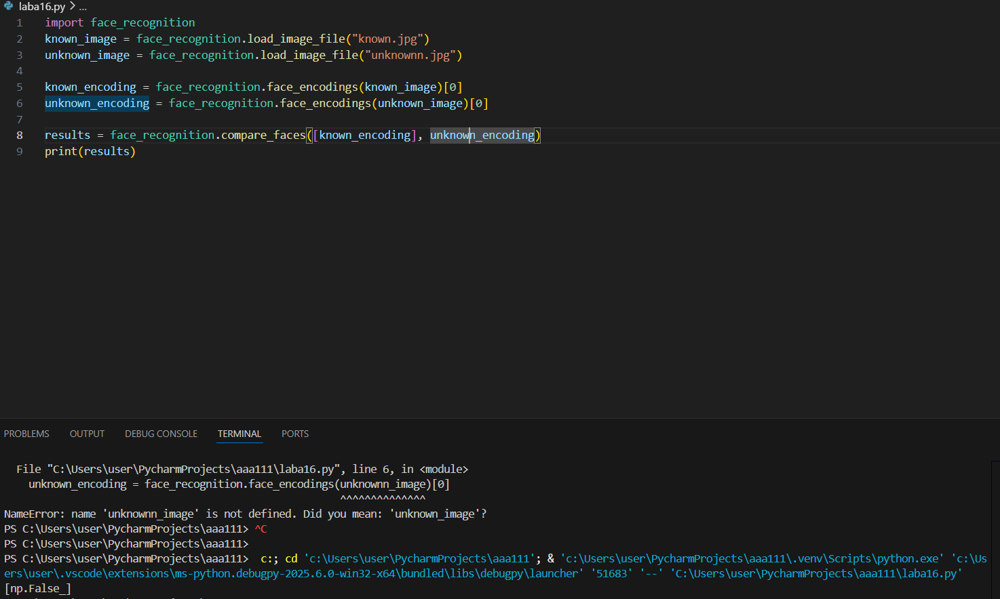 laba16.py > ...
1 import face_recognition
2 known_image = face_recognition.load_image_file("known.jpg")
3 unknown_image = face_recognition.load_image_file("unknownn.jpg")
4
5 known_encoding = face_recognition.face_encodings(known_image)[0]
6 unknown_encoding = face_recognition.face_encodings(unknown_image)[0]
7
8 results = face_recognition.compare_faces([known_encoding], unknown_encoding)
9 print(results)
PROBLEMS OUTPUT DEBUG CONSOLE TERMINAL PORTS
File "C:\Users\user\PycharmProjects\aaa111\laba16.py", line 6, in <module>
unknown_encoding = face_recognition.face_encodings(unknownn_image)[0]
^^^^^^^^^^^^^^
NameError: name 'unknownn_image' is not defined. Did you mean: 'unknown_image'?
PS C:\Users\user\PycharmProjects\aaa111> ^C
PS C:\Users\user\PycharmProjects\aaa111>
PS C:\Users\user\PycharmProjects\aaa111> c:; cd 'c:\Users\user\PycharmProjects\aaa111'; & 'c:\Users\user\PycharmProjects\aaa111\.venv\Scripts\python.exe' 'c:\Us
ers\user\.vscode\extensions\ms-python.debugpy-2025.6.0-win32-x64\bundled\libs\debugpy\launcher' '51683' '--' 'C:\Users\user\PycharmProjects\aaa111\laba16.py'
[np.False_]